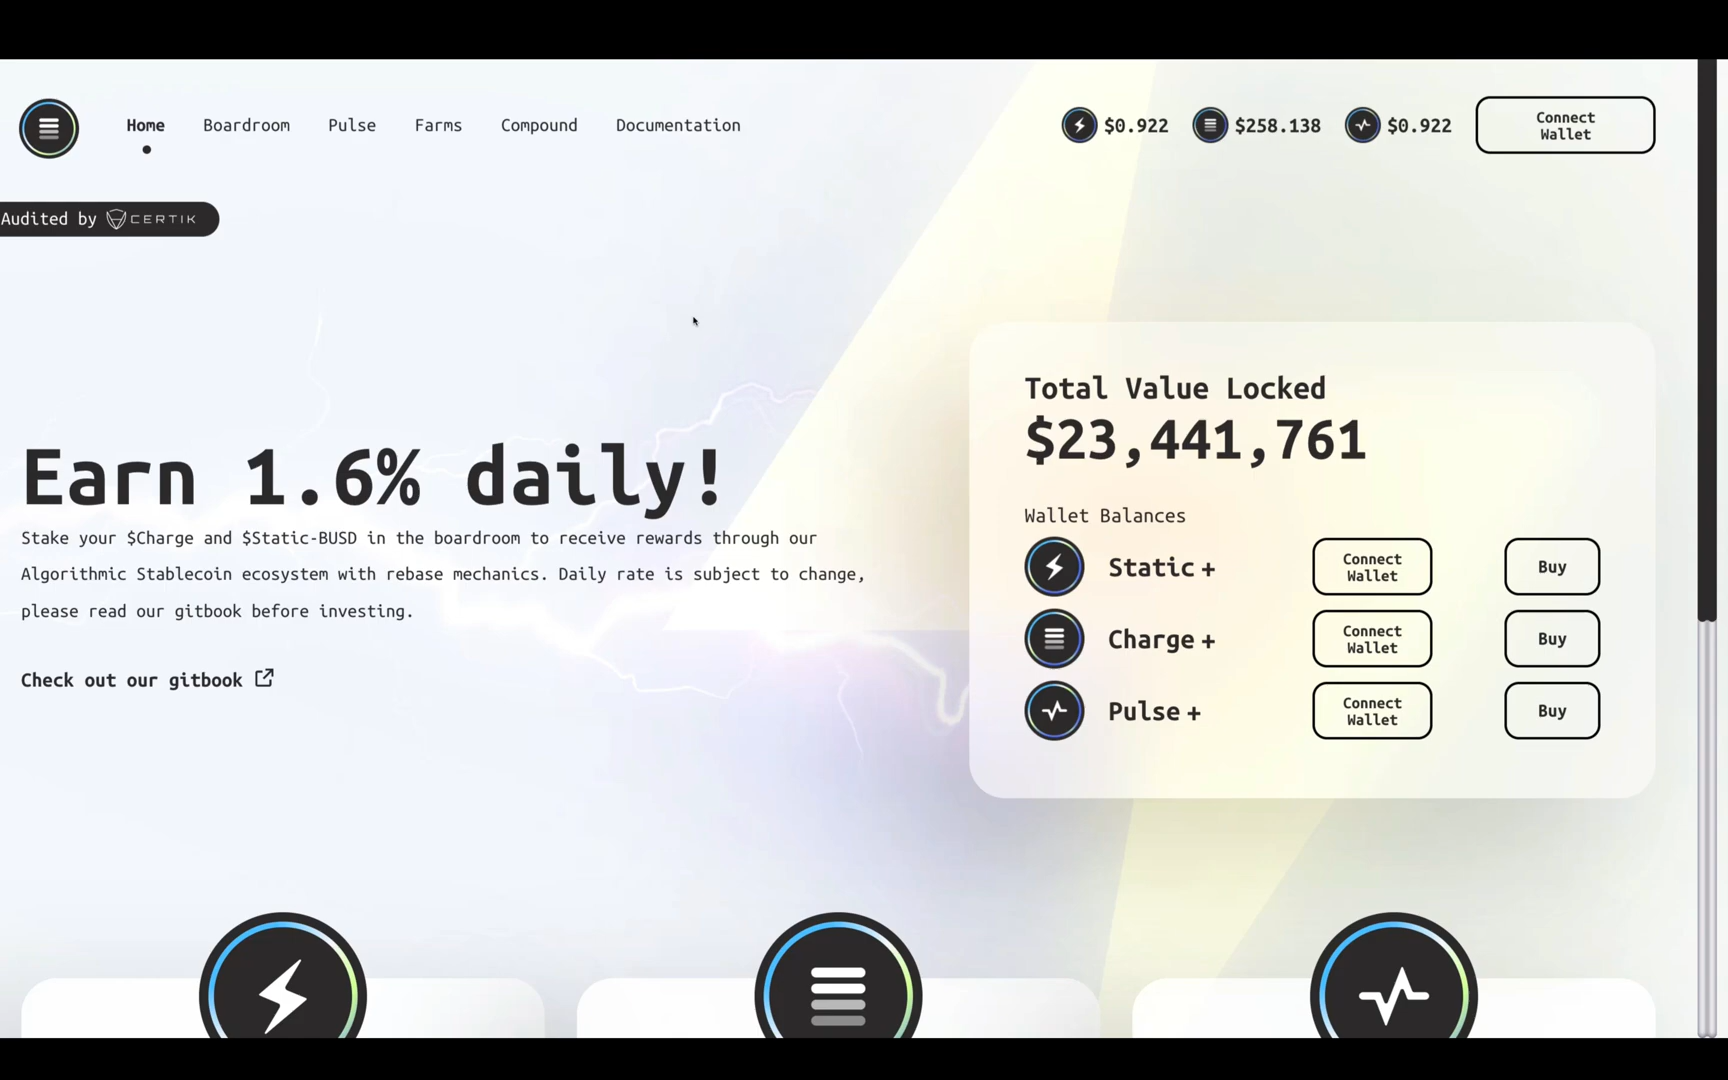 Home Boardroom Pulse Farms Compound Documentation $0.922 $258.138 $0.922 Connect
Wallet
Audited by CERTIK
Total Value Locked
$23,441,761
Earn 1.6% daily!
Stake your $Charge and $Static-BUSD in the boardroom to receive rewards through our
Algorithmic Stablecoin ecosystem with rebase mechanics. Daily rate is subject to change,
please read our gitbook before investing.
Check out our gitbook
Wallet Balances
Static + Connect
Wallet Buy
Charge + Connect
Wallet Buy
Pulse + Connect
Wallet Buy